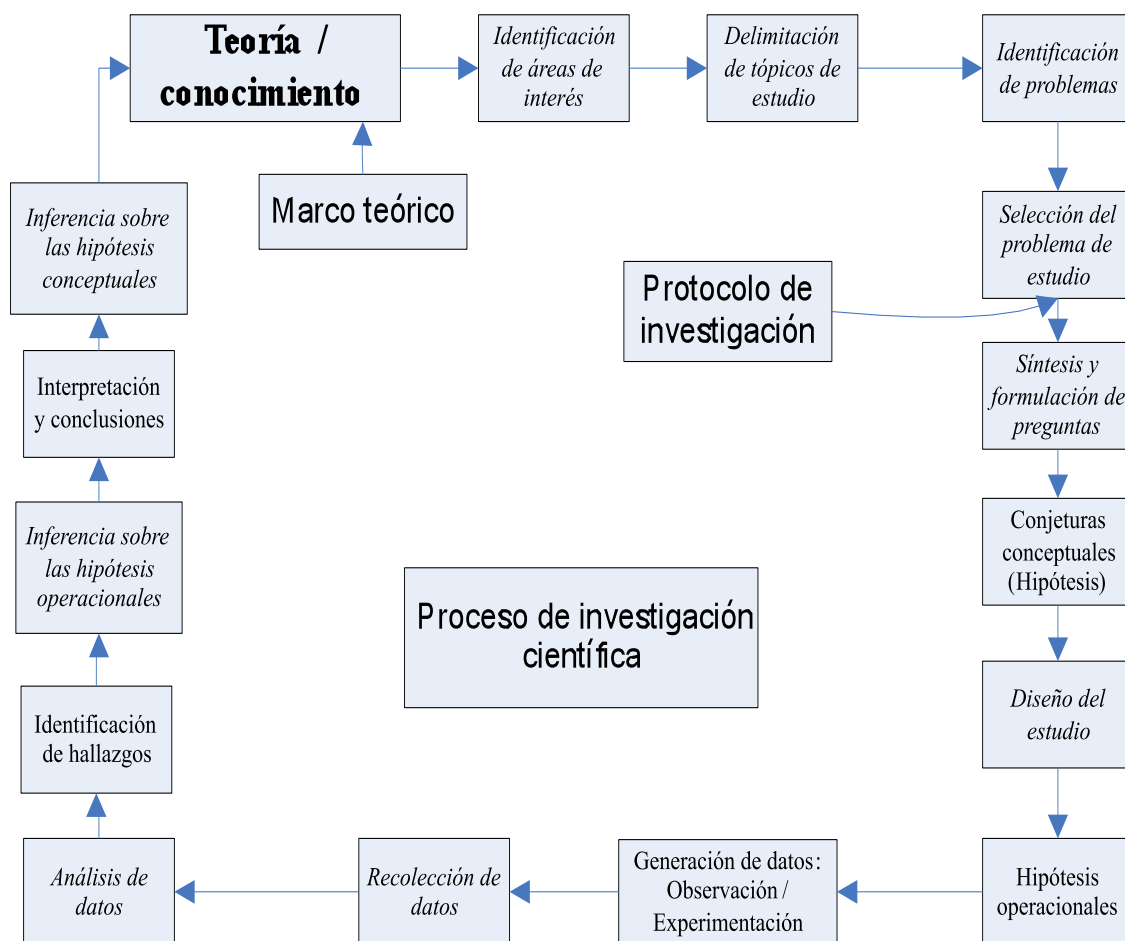 Teoría /
conocimiento
Identificación
de áreas de
interés
Delimitación
de tópicos de
estudio
Identificación
de problemas
Marco teórico
Selección del
problema de
estudio
Protocolo de
investigación
Síntesis y
formulación de
preguntas
Conjeturas
conceptuales
(Hipótesis)
Diseño del
estudio
Hipótesis
operacionales
Generación de datos:
Observación /
Experimentación
Recolección de
datos
Análisis de
datos
Identificación
de hallazgos
Inferencia sobre
las hipótesis
operacionales
Interpretación
y conclusiones
Inferencia sobre
las hipótesis
conceptuales
Proceso de investigación
científica